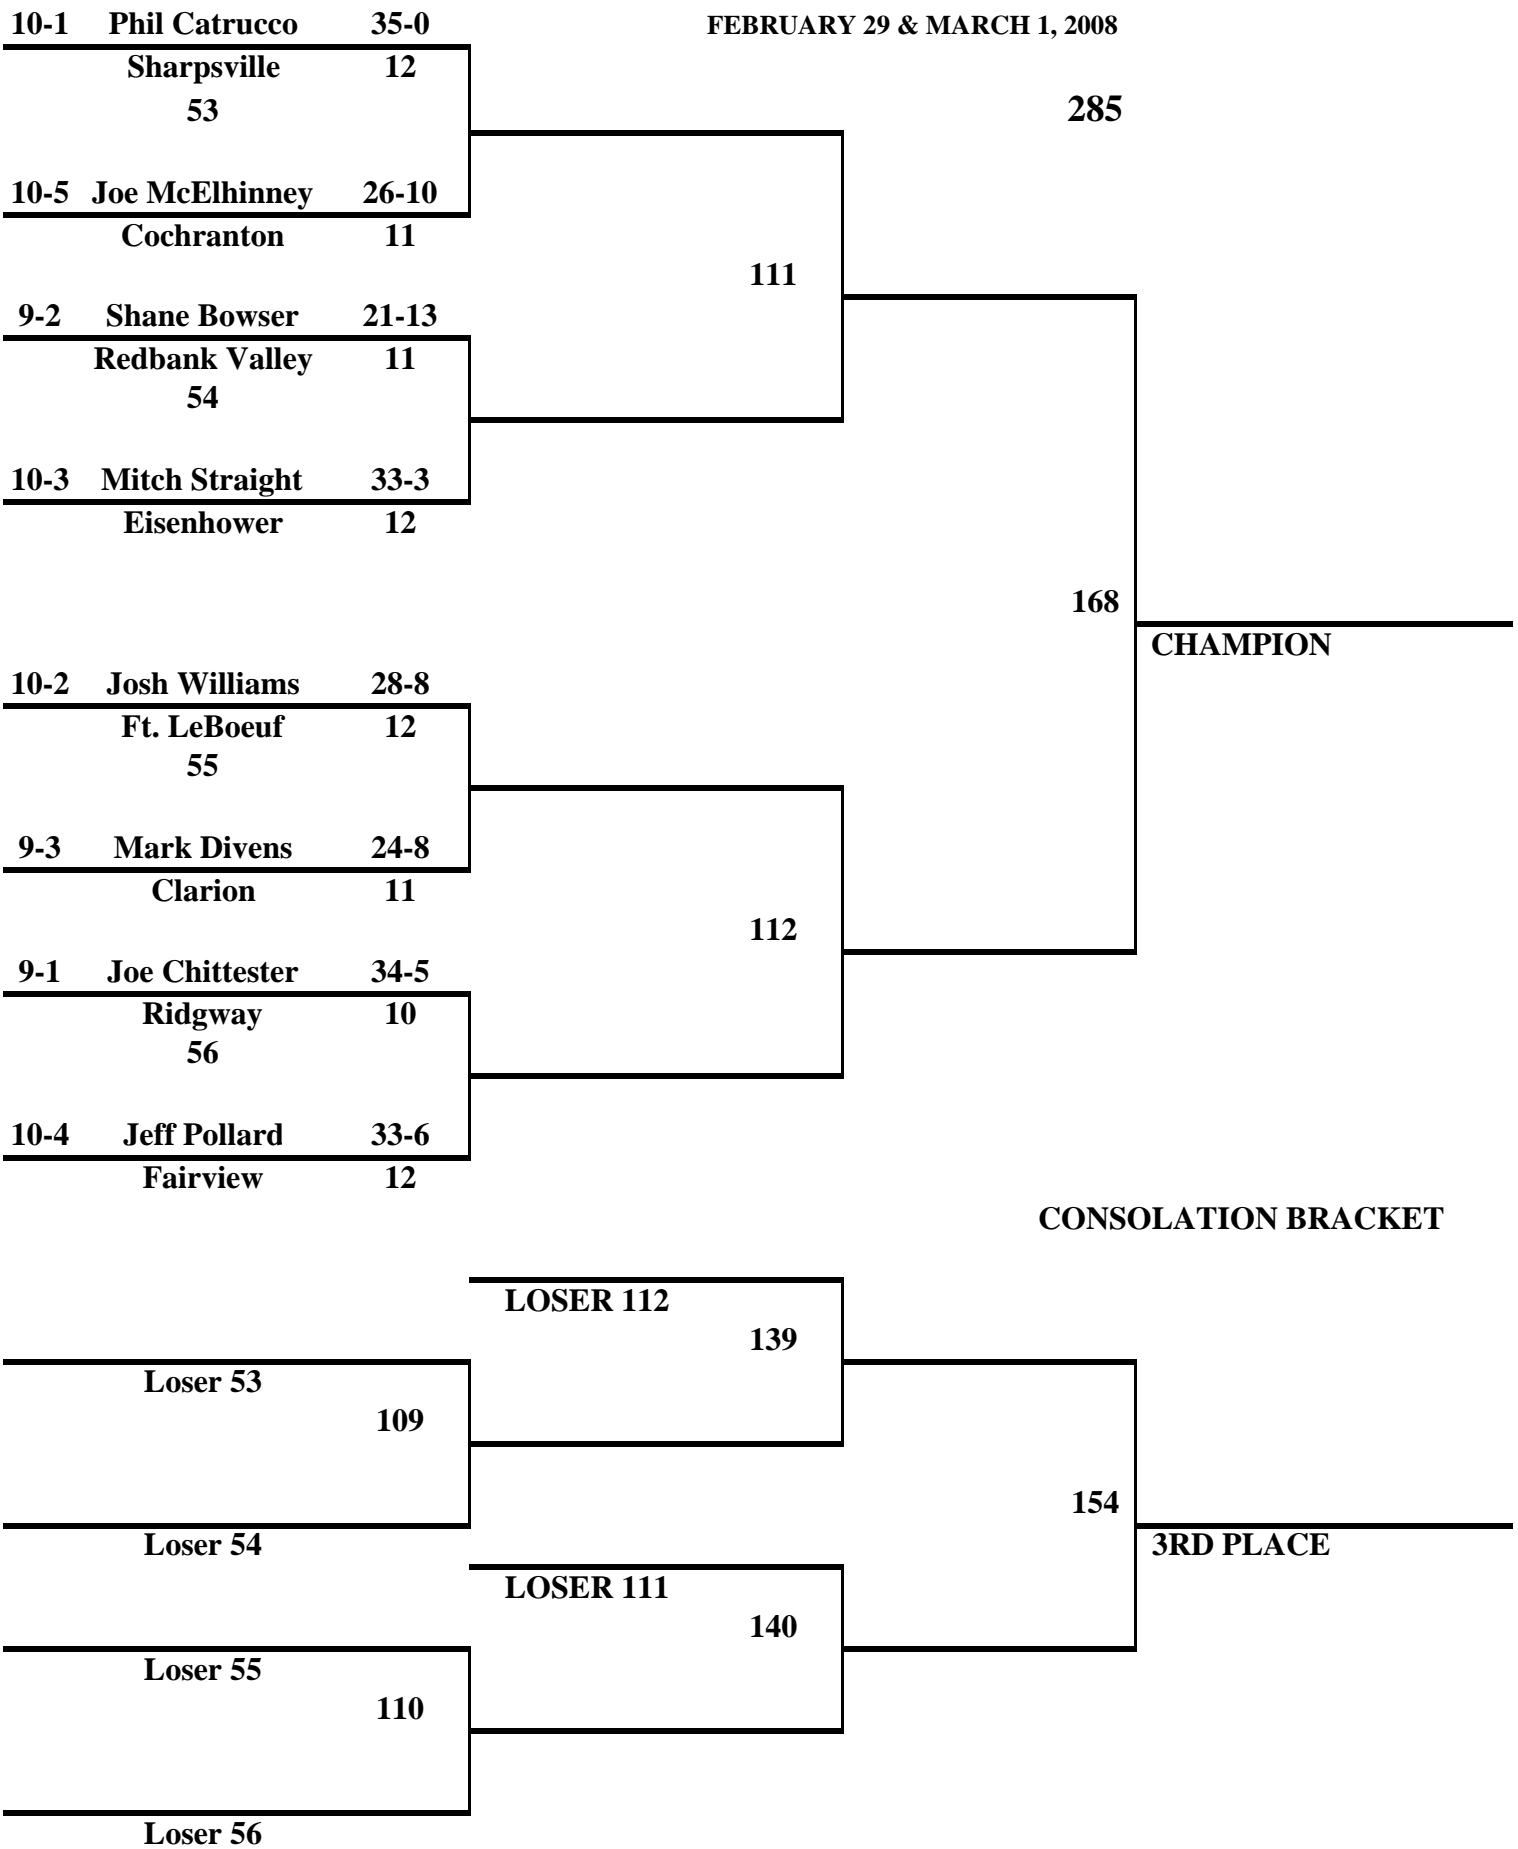 10-1 Phil Catrucco 35-0 FEBRUARY 29 & MARCH 1, 2008
Sharpsville 12
53 285
10-5 Joe McElhinney 26-10
Cochranton 11
111
9-2 Shane Bowser 21-13
Redbank Valley 11
54
10-3 Mitch Straight 33-3
Eisenhower 12
168
CHAMPION
10-2 Josh Williams 28-8
Ft. LeBoeuf 12
55
9-3 Mark Divens 24-8
Clarion 11
112
9-1 Joe Chittester 34-5
Ridgway 10
56
10-4 Jeff Pollard 33-6
Fairview 12
CONSOLATION BRACKET
LOSER 112
139
Loser 53
109
154
Loser 54 3RD PLACE
LOSER 111
140
Loser 55
110
Loser 56